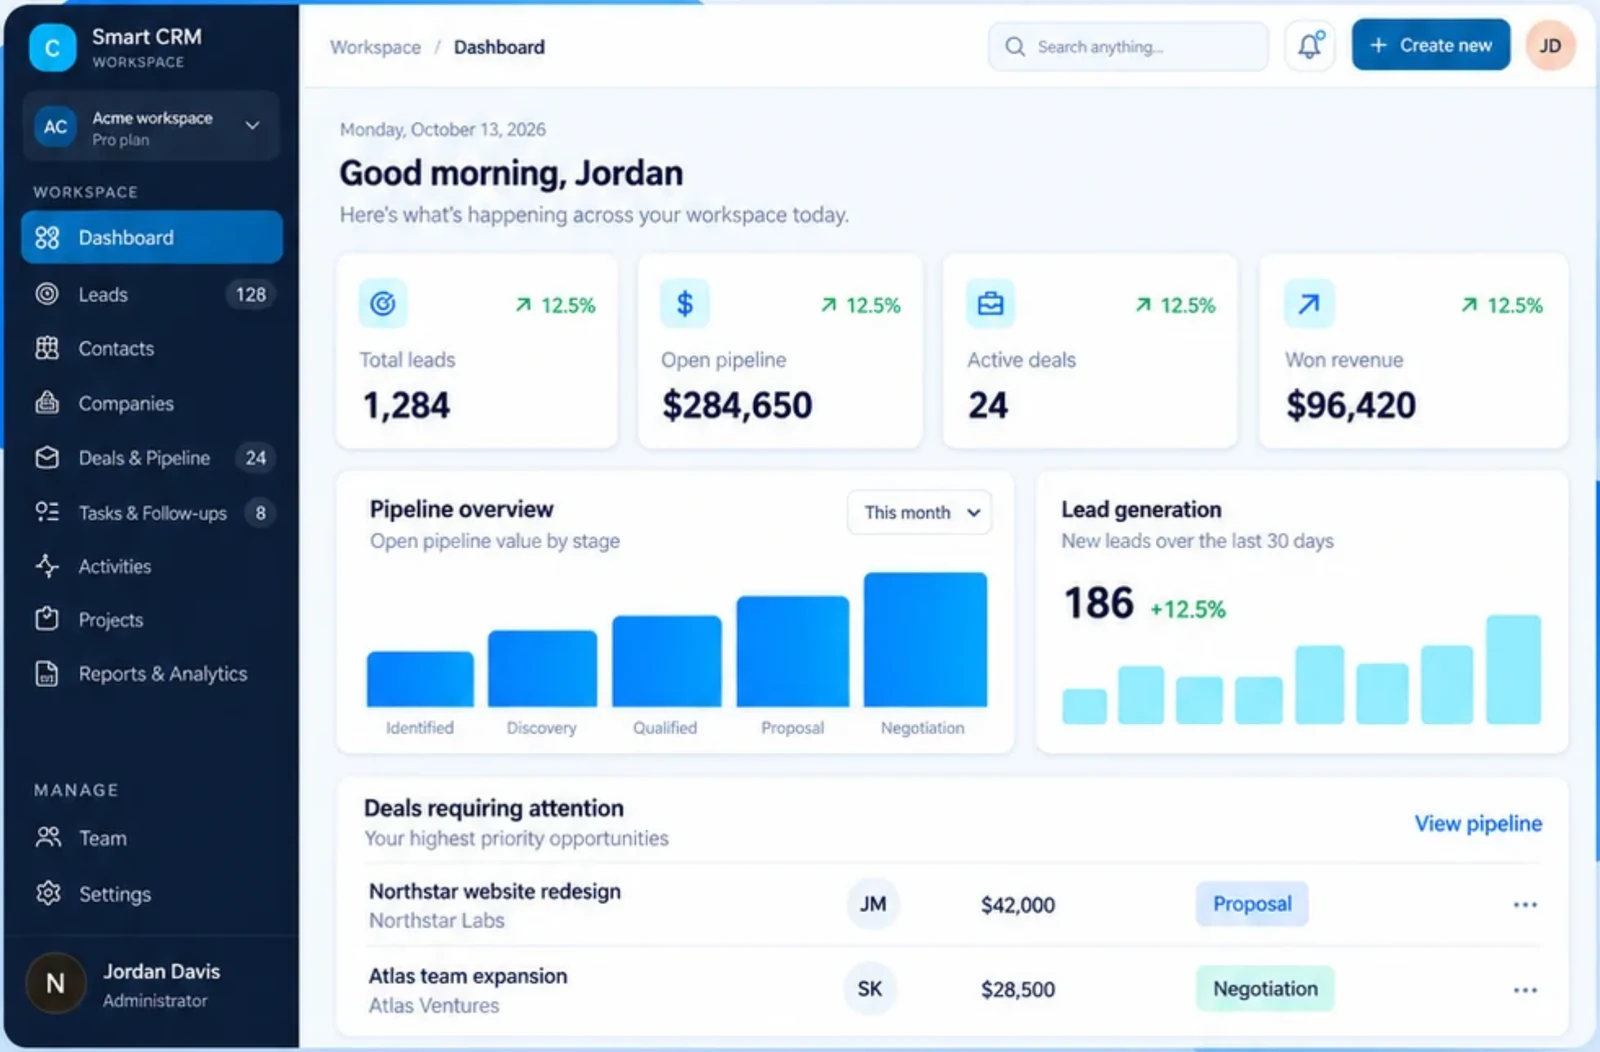 C
Smart CRM
WORKSPACE
AC
Acme workspace
Pro plan
WORKSPACE
Dashboard
Leads 128
Contacts
Companies
Deals & Pipeline 24
Tasks & Follow-ups 8
Activities
Projects
Reports & Analytics
MANAGE
Team
Settings
N
Jordan Davis
Administrator
Workspace / Dashboard
Search anything...
+ Create new
JD
Monday, October 13, 2026
Good morning, Jordan
Here's what's happening across your workspace today.
12.5%
Total leads
1,284
$
12.5%
Open pipeline
$284,650
12.5%
Active deals
24
12.5%
Won revenue
$96,420
Pipeline overview
Open pipeline value by stage
This month
Identified Discovery Qualified Proposal Negotiation
Lead generation
New leads over the last 30 days
186 +12.5%
Deals requiring attention
Your highest priority opportunities
View pipeline
Northstar website redesign
Northstar Labs
JM $42,000 Proposal ...
Atlas team expansion
Atlas Ventures
SK $28,500 Negotiation ...